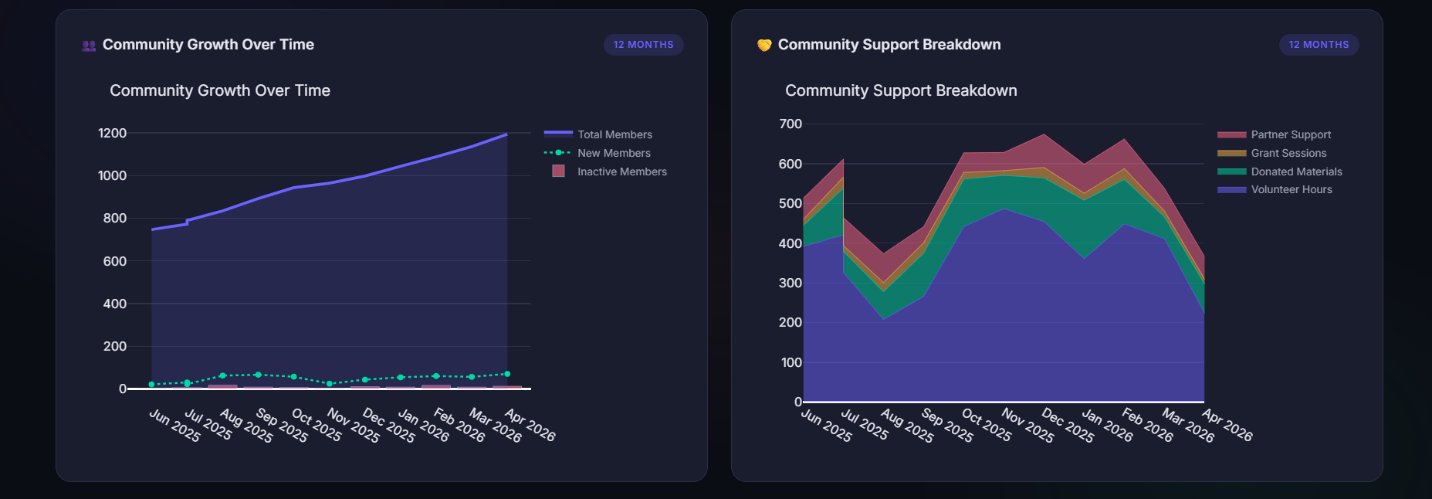 Community Growth Over Time
12 MONTHS
Community Growth Over Time
1200
1000
800
600
400
200
0
Jun 2025
Jul 2025
Aug 2025
Sep 2025
Oct 2025
Nov 2025
Dec 2025
Jan 2026
Feb 2026
Mar 2026
Apr 2026
Total Members
New Members
Inactive Members
Community Support Breakdown
12 MONTHS
Community Support Breakdown
700
600
500
400
300
200
100
0
Jun 2025
Jul 2025
Aug 2025
Sep 2025
Oct 2025
Nov 2025
Dec 2025
Jan 2026
Feb 2026
Mar 2026
Apr 2026
Partner Support
Grant Sessions
Donated Materials
Volunteer Hours